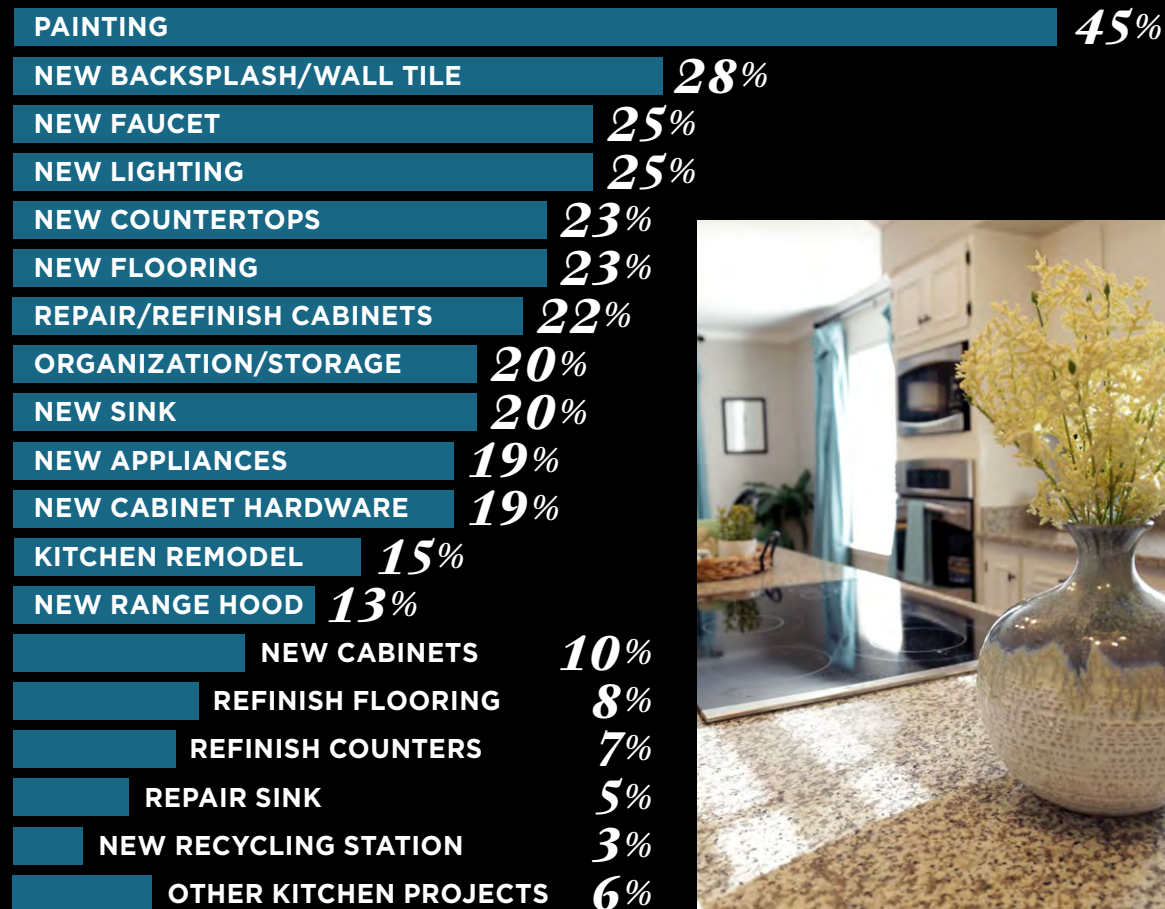 PAINTING 45%
NEW BACKSPLASH/WALL TILE 28%
NEW FAUCET 25%
NEW LIGHTING 25%
NEW COUNTERTOPS 23%
NEW FLOORING 23%
REPAIR/REFINISH CABINETS 22%
ORGANIZATION/STORAGE 20%
NEW SINK 20%
NEW APPLIANCES 19%
NEW CABINET HARDWARE 19%
KITCHEN REMODEL 15%
NEW RANGE HOOD 13%
NEW CABINETS 10%
REFINISH FLOORING 8%
REFINISH COUNTERS 7%
REPAIR SINK 5%
NEW RECYCLING STATION 3%
OTHER KITCHEN PROJECTS 6%